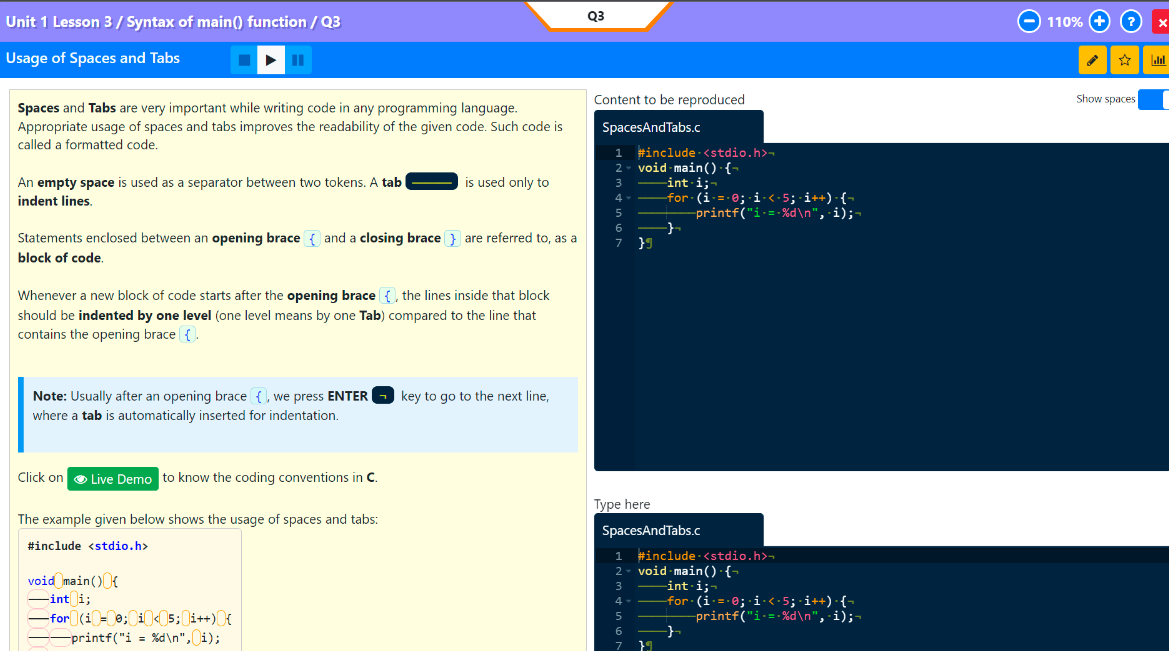 Unit 1 Lesson 3 / Syntax of main() function / Q3
Q3
110%
?
Usage of Spaces and Tabs
Spaces and Tabs are very important while writing code in any programming language.
Appropriate usage of spaces and tabs improves the readability of the given code. Such code is
called a formatted code.
An empty space is used as a separator between two tokens. A tab is used only to
indent lines.
Statements enclosed between an opening brace { and a closing brace } are referred to, as a
block of code.
Whenever a new block of code starts after the opening brace {, the lines inside that block
should be indented by one level (one level means by one Tab) compared to the line that
contains the opening brace {.
Note: Usually after an opening brace {, we press ENTER ¬ key to go to the next line,
where a tab is automatically inserted for indentation.
Click on Live Demo to know the coding conventions in C.
The example given below shows the usage of spaces and tabs:
#include <stdio.h>
void main() {
——int i;
——for (i = 0; i < 5; i++) {
————printf("i = %d\n", i);
Content to be reproduced
Show spaces
SpacesAndTabs.c
1 #include·<stdio.h>¬
2 void·main()·{¬
3 ————int·i;¬
4 ————for·(i·=·0;·i·<·5;·i++)·{¬
5 ————————printf("i·=·%d\n",·i);¬
6 ————}¬
7 }¶
Type here
SpacesAndTabs.c
1 #include·<stdio.h>¬
2 void·main()·{¬
3 ————int·i;¬
4 ————for·(i·=·0;·i·<·5;·i++)·{¬
5 ————————printf("i·=·%d\n",·i);¬
6 ————}¬
7 }¶